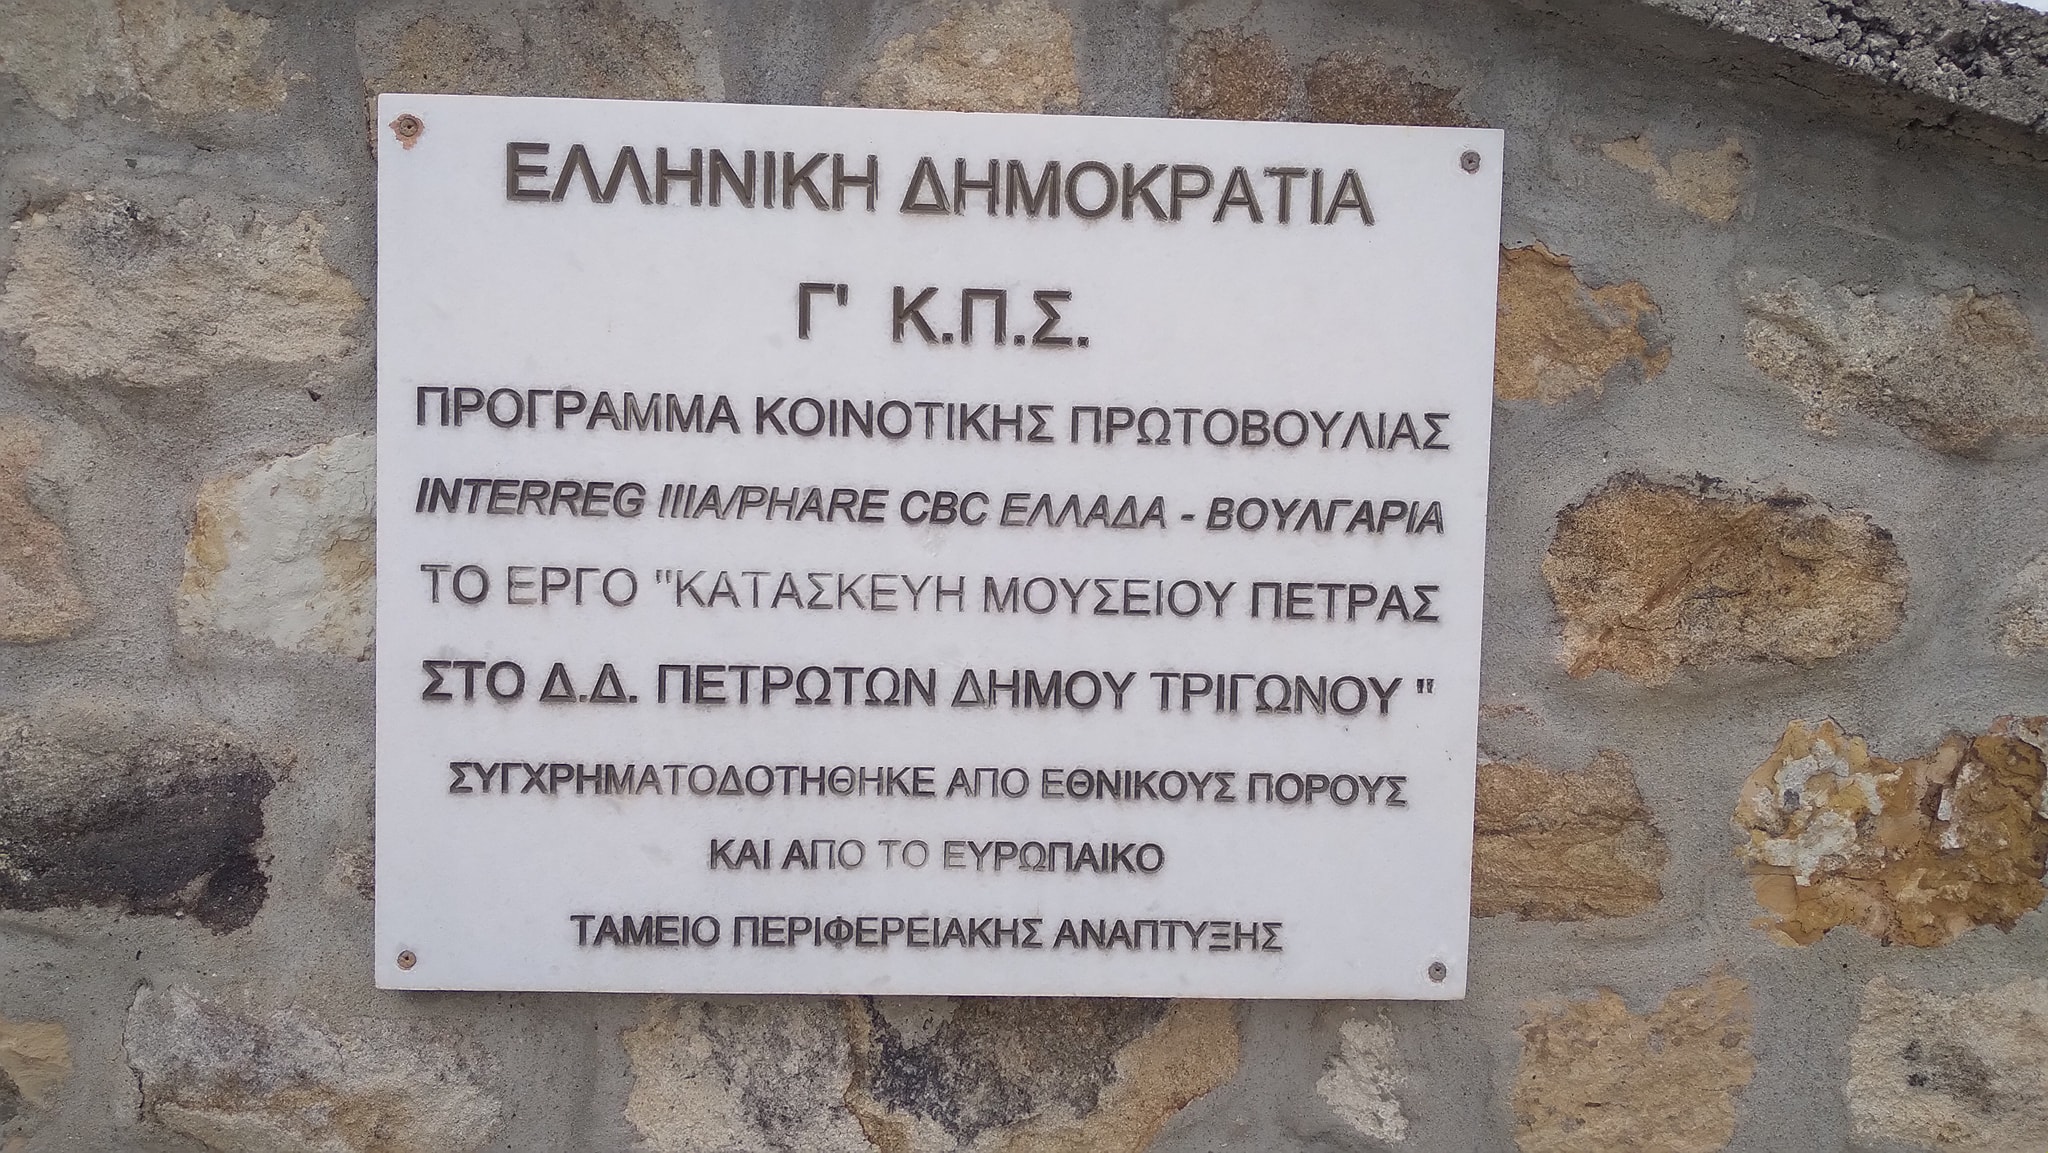 ΕΛΛΗΝΙΚΗ ΔΗΜΟΚΡΑΤΙΑ
Γ' Κ.Π.Σ.
ΠΡΟΓΡΑΜΜΑ ΚΟΙΝΟΤΙΚΗΣ ΠΡΩΤΟΒΟΥΛΙΑΣ
INTERREG IIIA/PHARE CBC ΕΛΛΑΔΑ - ΒΟΥΛΓΑΡΙΑ
ΤΟ ΕΡΓΟ "ΚΑΤΑΣΚΕΥΗ ΜΟΥΣΕΙΟΥ ΠΕΤΡΑΣ
ΣΤΟ Δ.Δ. ΠΕΤΡΩΤΩΝ ΔΗΜΟΥ ΤΡΙΓΩΝΟΥ "
ΣΥΓΧΡΗΜΑΤΟΔΟΤΗΘΗΚΕ ΑΠΟ ΕΘΝΙΚΟΥΣ ΠΟΡΟΥΣ
ΚΑΙ ΑΠΟ ΤΟ ΕΥΡΩΠΑΙΚΟ
ΤΑΜΕΙΟ ΠΕΡΙΦΕΡΕΙΑΚΗΣ ΑΝΑΠΤΥΞΗΣ